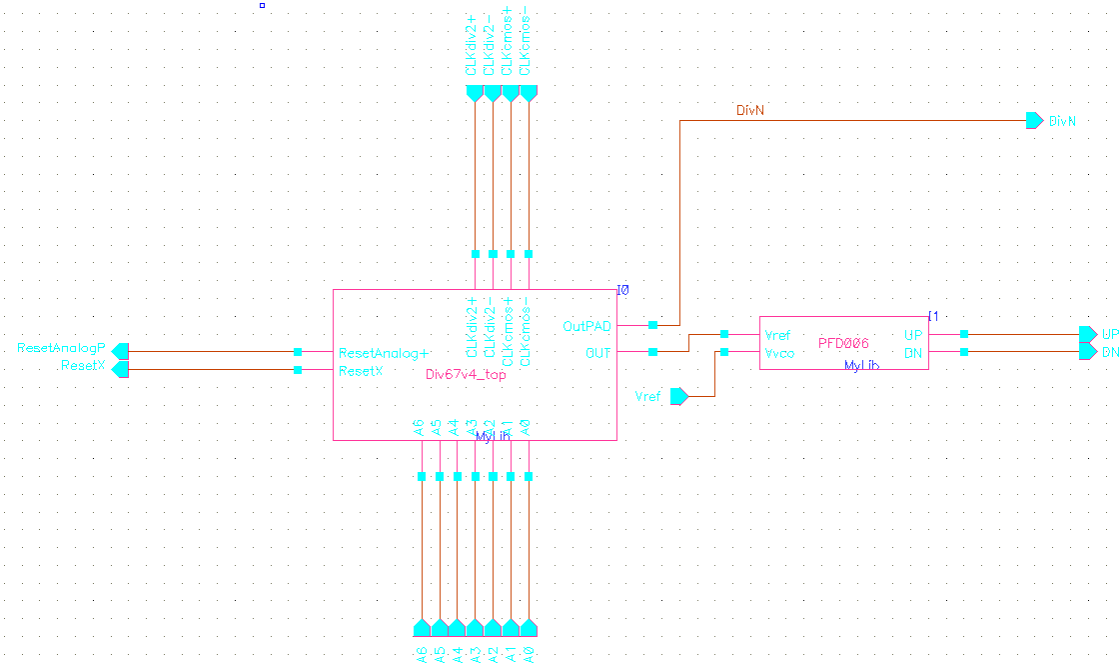 CLKdiv2+
CLKdiv2-
CLKcmos+
CLKcmos-
DivN
DivN
I0
CLKdiv2+
CLKdiv2-
CLKcmos+
CLKcmos-
OutPAD
OUT
ResetAnalogP
ResetX
ResetAnalog+
ResetX
Div67v4_top
I1
Vref
Vvco
PFD006
UP
DN
MyLib
UP
DN
Vref
A6
A5
A4
A3
A2
A1
A0
MyLib
A6
A5
A4
A3
A2
A1
A0